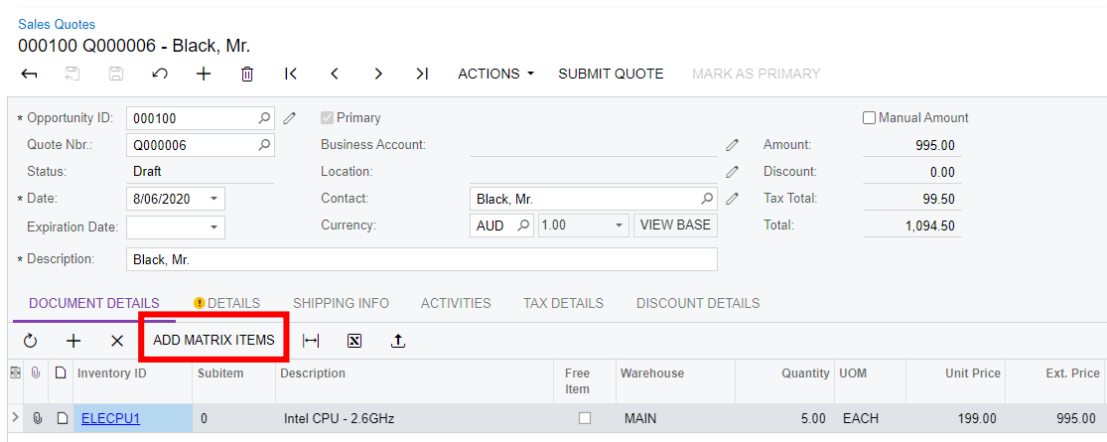 Sales Quotes
000100 Q000006 - Black, Mr.
ACTIONS SUBMIT QUOTE MARK AS PRIMARY
* Opportunity ID: 000100 Primary Manual Amount
Quote Nbr.: Q000006 Business Account: Amount: 995.00
Status: Draft Location: Discount: 0.00
* Date: 8/06/2020 Contact: Black, Mr. Tax Total: 99.50
Expiration Date: Currency: AUD 1.00 VIEW BASE Total: 1,094.50
* Description: Black, Mr.
DOCUMENT DETAILS DETAILS SHIPPING INFO ACTIVITIES TAX DETAILS DISCOUNT DETAILS
ADD MATRIX ITEMS
Inventory ID Subitem Description Free Item Warehouse Quantity UOM Unit Price Ext. Price
ELECPU1 0 Intel CPU - 2.6GHz MAIN 5.00 EACH 199.00 995.00